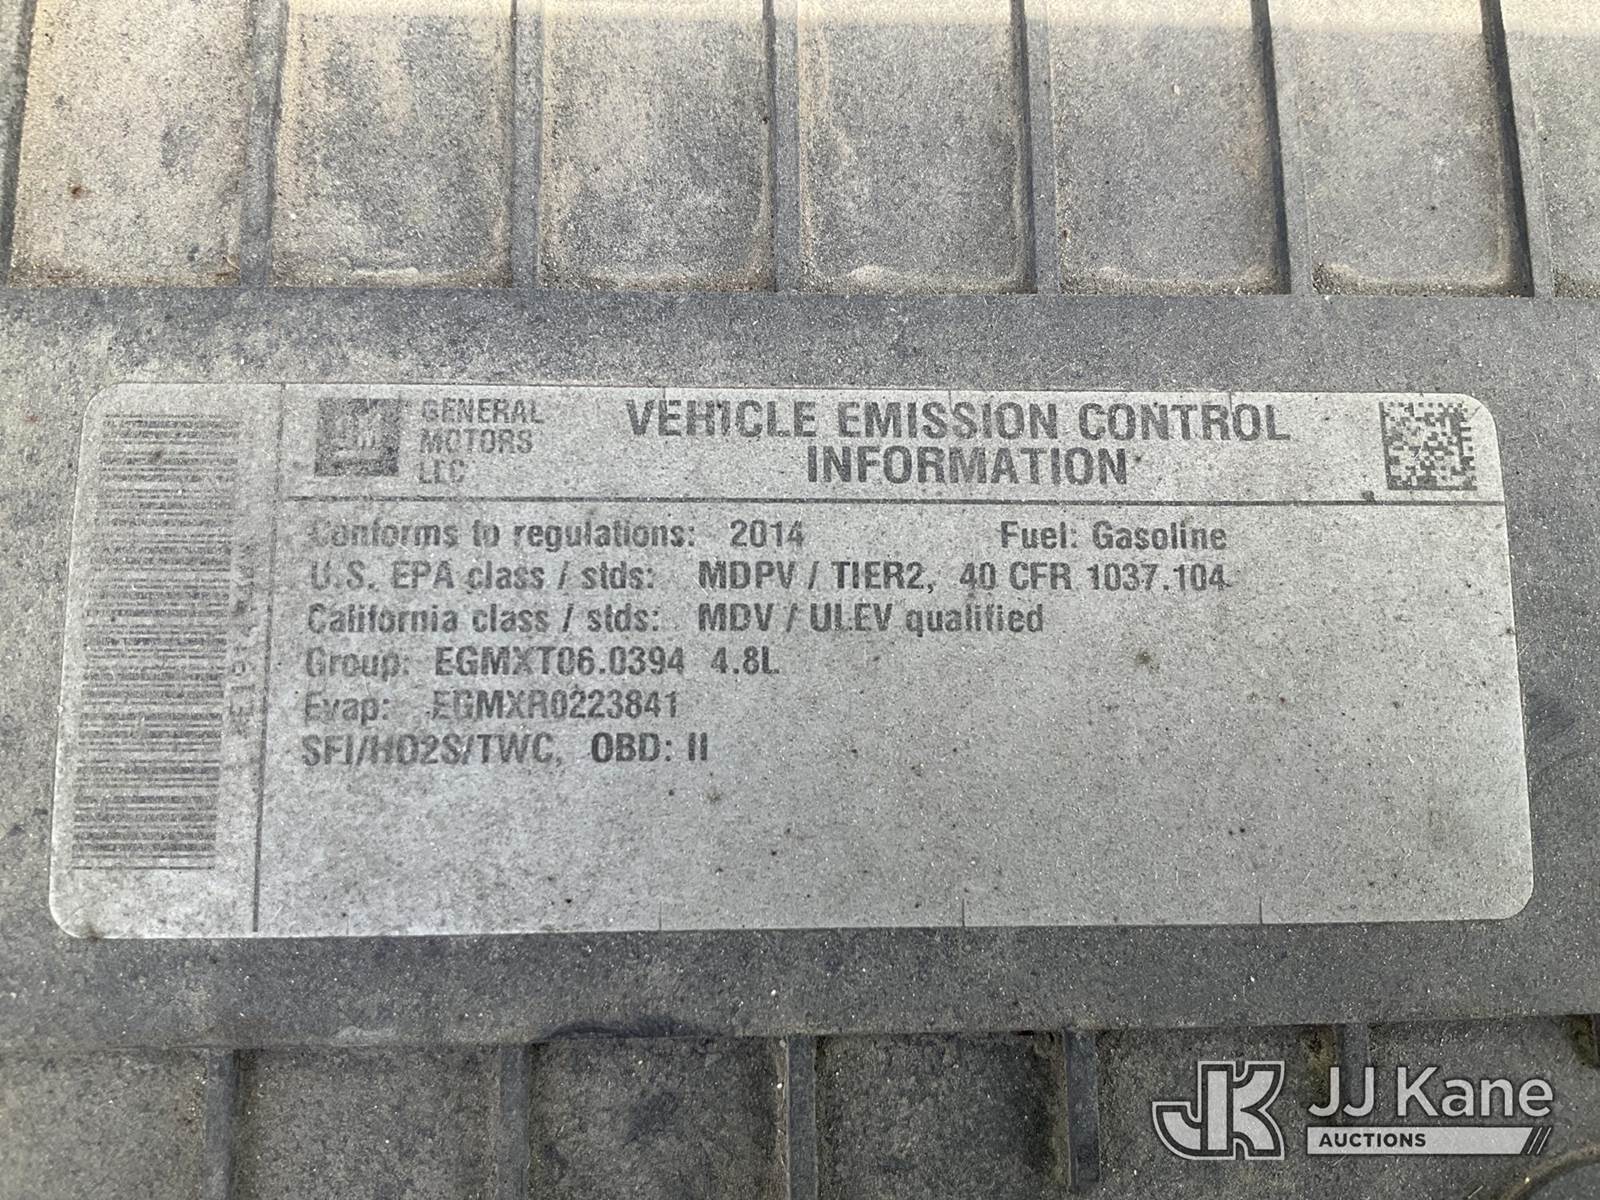 GM
GENERAL
MOTORS
LLC
VEHICLE EMISSION CONTROL
INFORMATION
Conforms to regulations: 2014 Fuel: Gasoline
U.S. EPA class / stds: MDPV / TIER2, 40 CFR 1037.104
California class / stds: MDV / ULEV qualified
Group: EGMXT06.0394 4.8L
Evap: EGMXR0223841
SFI/HO2S/TWC, OBD: II
JK
JJ Kane
AUCTIONS